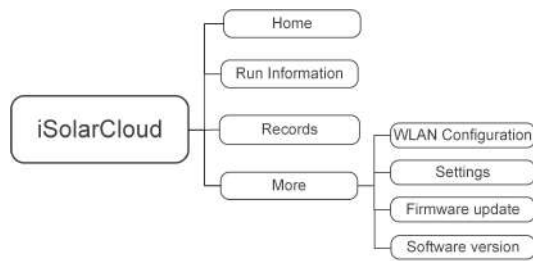 iSolarCloud
Home
Run Information
Records
More
WLAN Configuration
Settings
Firmware update
Software version